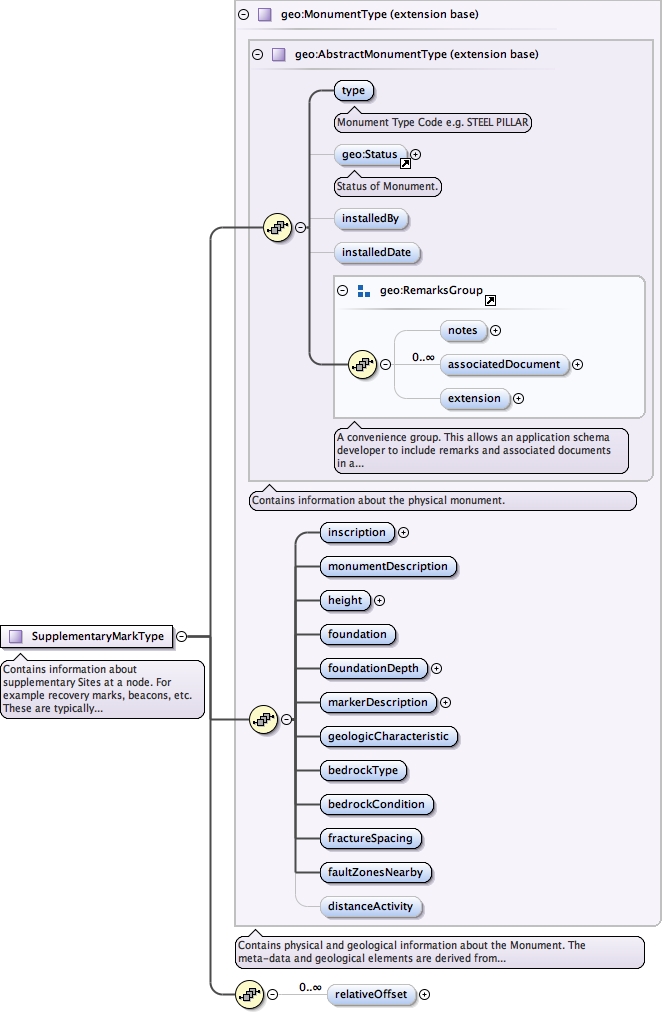 geo:MonumentType (extension base)
geo:AbstractMonumentType (extension base)
type
Monument Type Code e.g. STEEL PILLAR
geo:Status
Status of Monument.
installedBy
installedDate
geo:RemarksGroup
notes
0..∞
associatedDocument
extension
A convenience group. This allows an application schema
developer to include remarks and associated documents
in a...
Contains information about the physical monument.
inscription
monumentDescription
height
foundation
SupplementaryMarkType
Contains information about
supplementary Sites at a node. For
example recovery marks, beacons, etc.
These are typically...
foundationDepth
markerDescription
geologicCharacteristic
bedrockType
bedrockCondition
fractureSpacing
faultZonesNearby
distanceActivity
Contains physical and geological information about the Monument. The
meta-data and geological elements are derived from...
0..∞
relativeOffset